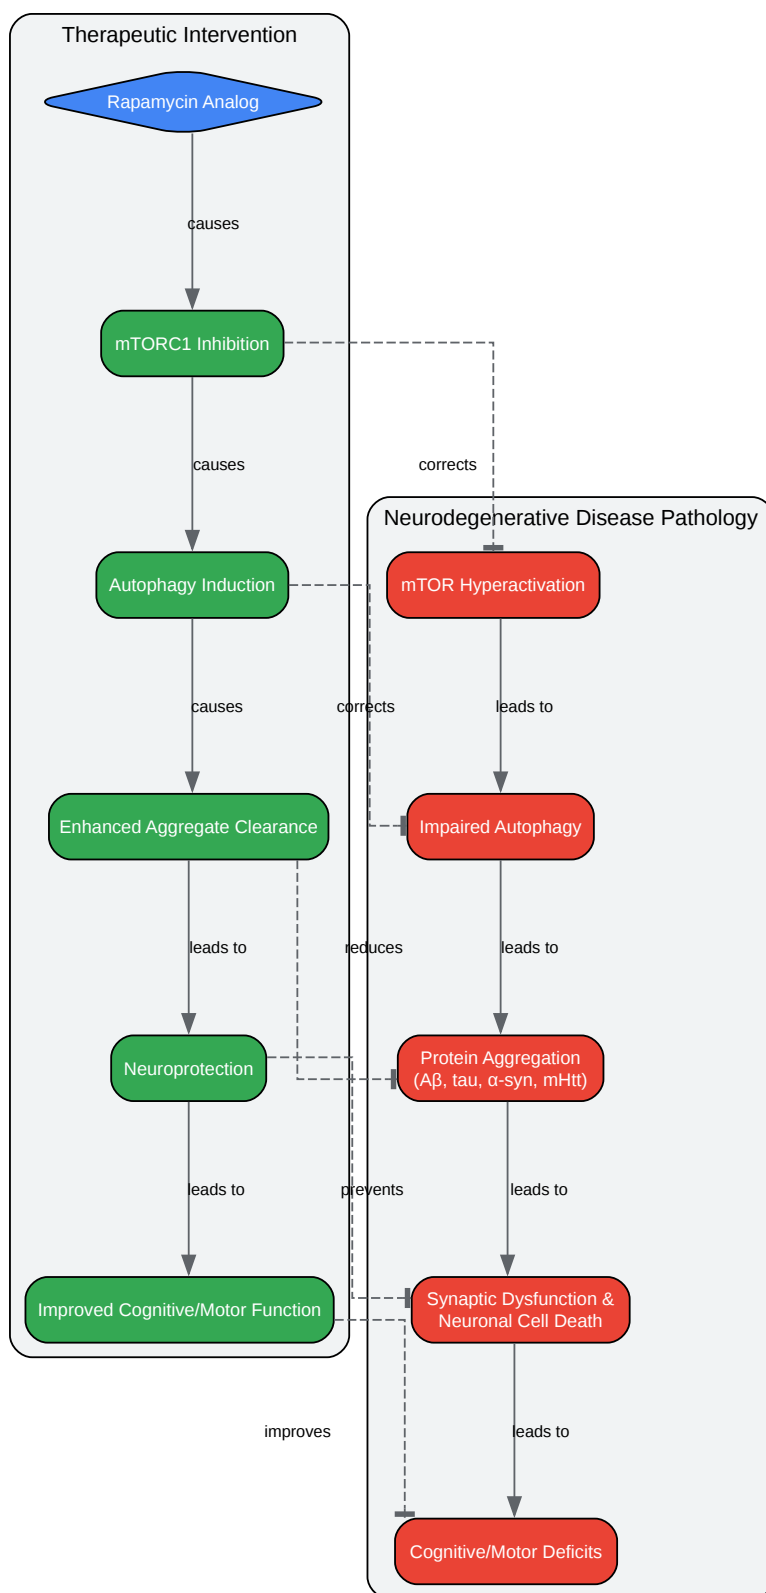 Therapeutic Intervention
Rapamycin Analog
causes
mTORC1 Inhibition
causes
corrects
Neurodegenerative Disease Pathology
Autophagy Induction
mTOR Hyperactivation
causes
corrects
leads to
Enhanced Aggregate Clearance
Impaired Autophagy
leads to
reduces
leads to
Neuroprotection
Protein Aggregation
(Aβ, tau, α-syn, mHtt)
leads to
prevents
leads to
Improved Cognitive/Motor Function
Synaptic Dysfunction &
Neuronal Cell Death
improves
leads to
Cognitive/Motor Deficits